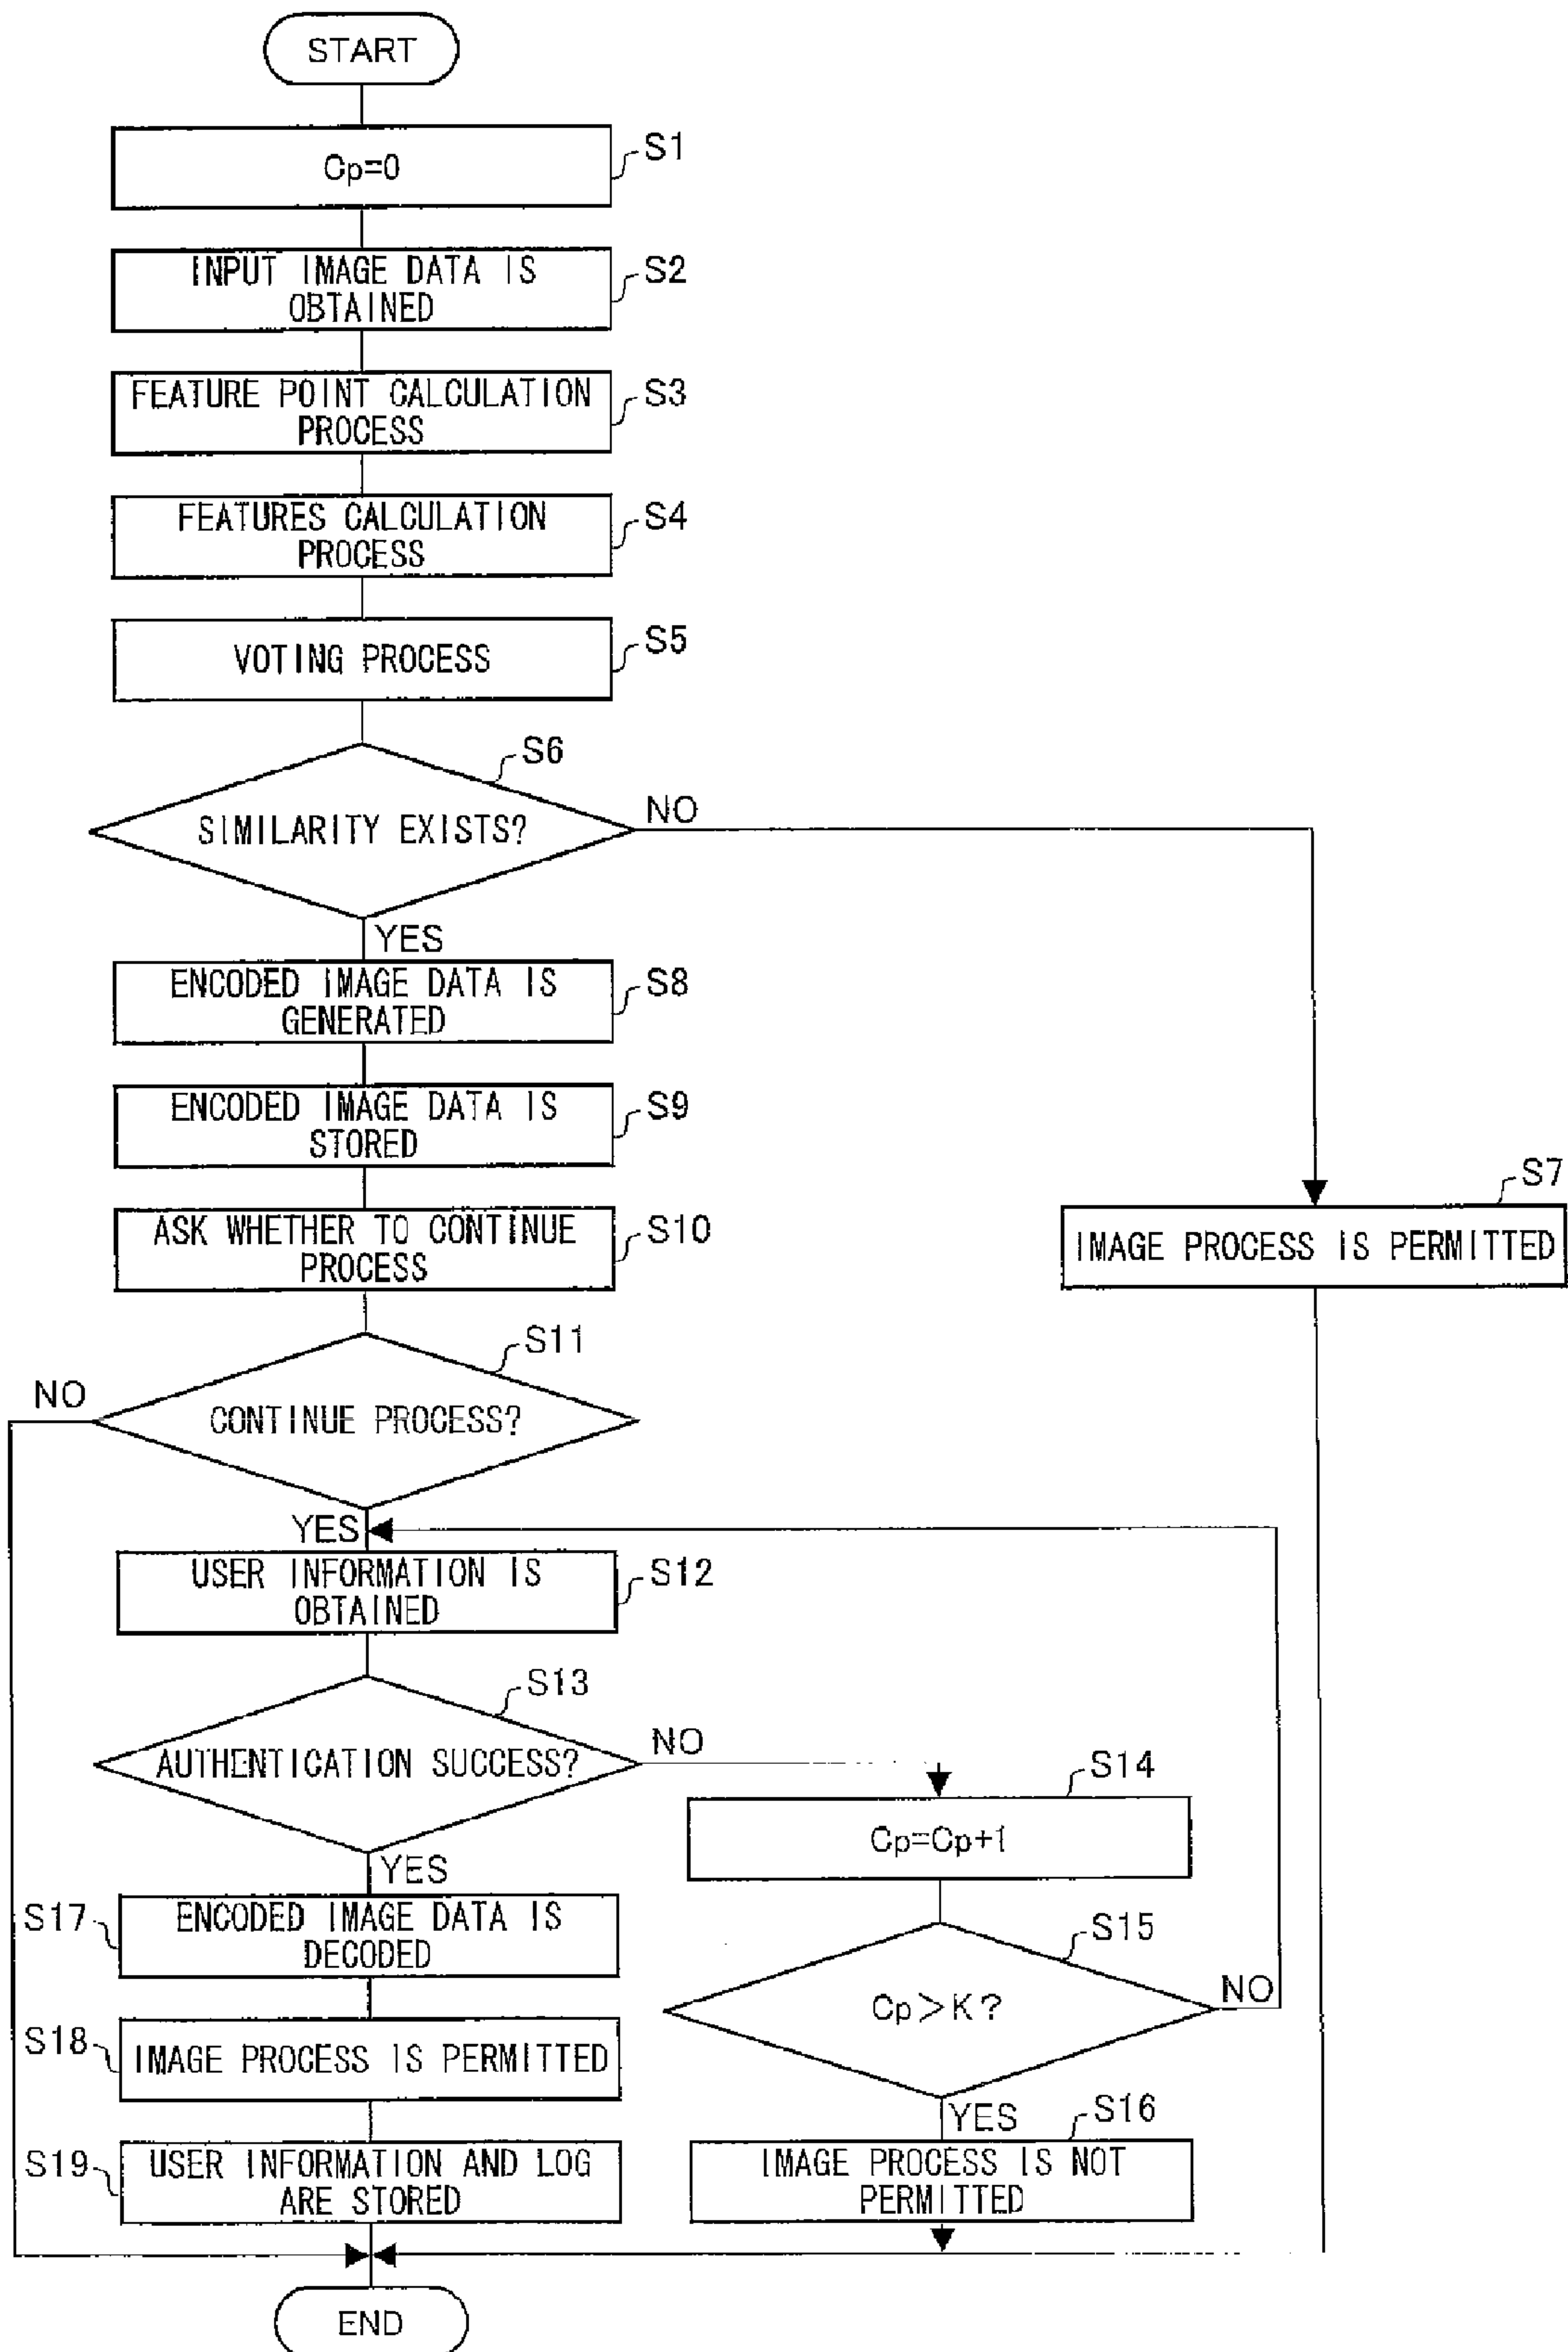 START
Cp=0
S1
INPUT IMAGE DATA IS
OBTAINED
S2
FEATURE POINT CALCULATION
PROCESS
S3
FEATURES CALCULATION
PROCESS
S4
VOTING PROCESS
S5
S6
SIMILARITY EXISTS?
NO
YES
ENCODED IMAGE DATA IS
GENERATED
S8
ENCODED IMAGE DATA IS
STORED
S9
S7
IMAGE PROCESS IS PERMITTED
ASK WHETHER TO CONTINUE
PROCESS
S10
S11
NO
CONTINUE PROCESS?
YES
USER INFORMATION IS
OBTAINED
S12
S13
AUTHENTICATION SUCCESS?
NO
S14
Cp=Cp+1
YES
S17
ENCODED IMAGE DATA IS
DECODED
S15
Cp>K?
NO
S18
IMAGE PROCESS IS PERMITTED
YES
S16
IMAGE PROCESS IS NOT
PERMITTED
S19
USER INFORMATION AND LOG
ARE STORED
END